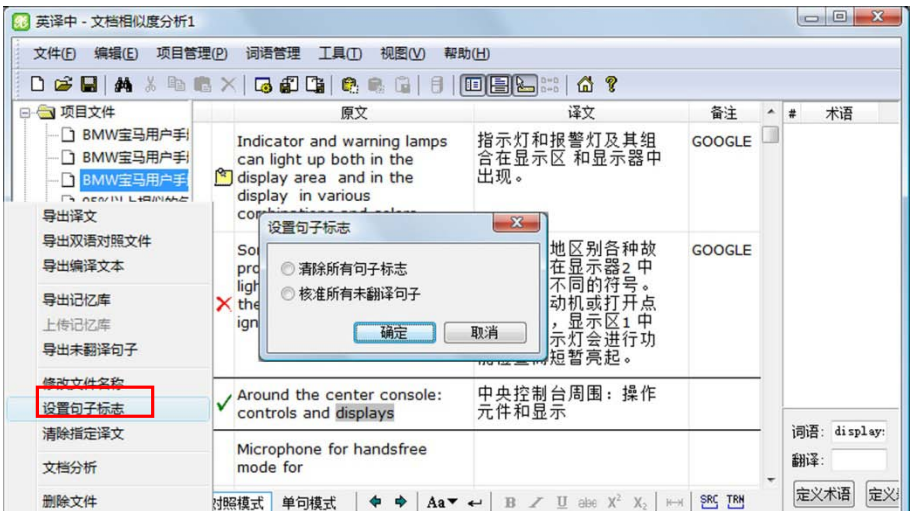 英译中 - 文档相似度分析1
文件(F) 编辑(E) 项目管理(P) 词语管理 工具(T) 视图(V) 帮助(H)
项目文件
BMW宝马用户手
BMW宝马用户手
BMW宝马用户手
原文 译文 备注 # 术语
Indicator and warning lamps
can light up both in the
display area and in the
display in various
指示灯和报警灯及其组
合在显示区 和显示器中
出现。
GOOGLE
导出译文
导出双语对照文件
导出编译文本
导出记忆库
上传记忆库
导出未翻译句子
修改文件名称
设置句子标志
清除指定译文
文档分析
删除文件
设置句子标志
清除所有句子标志
核准所有未翻译句子
确定 取消
地区别各种故
在显示器2 中
不同的符号。
动机或打开点
，显示区1 中
示灯会进行功
短暂亮起。
GOOGLE
Around the center console:
controls and displays
中央控制台周围：操作
元件和显示
Microphone for handsfree
mode for
词语: display:
翻译:
定义术语 定义
对照模式 单句模式 Aa B I U abc X² X₂ SRC TRN